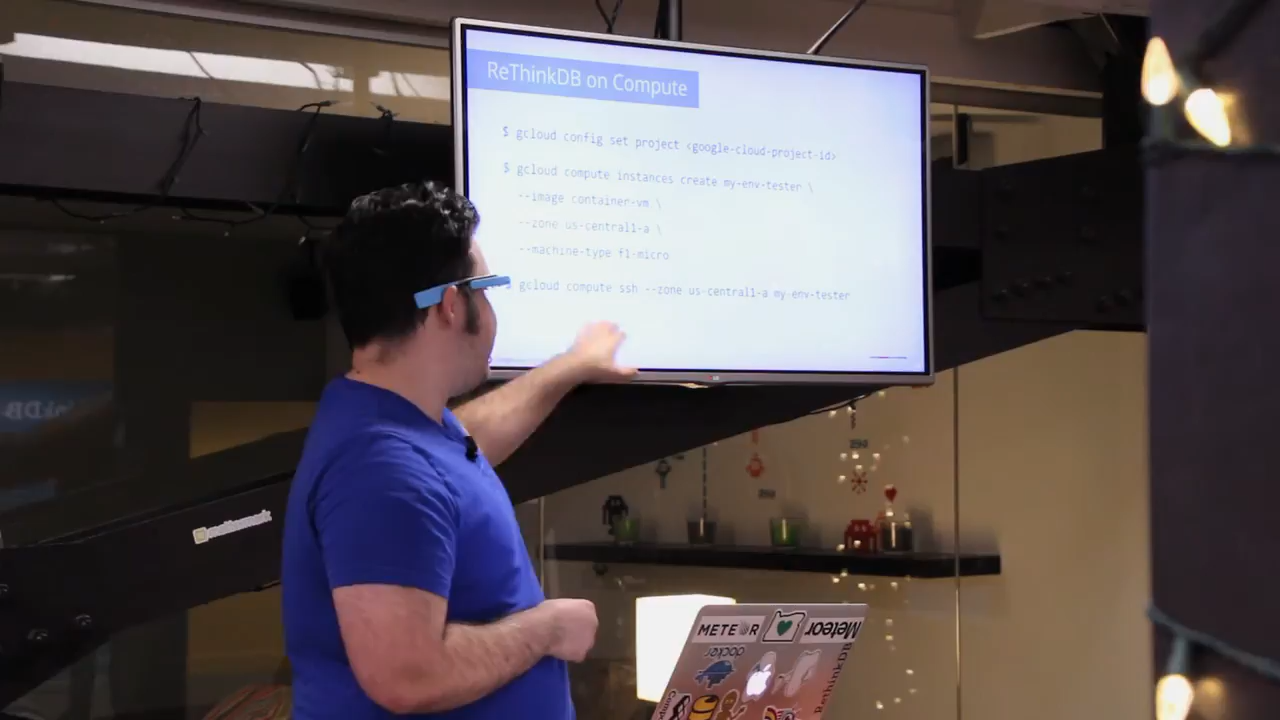 ReThinkDB on Compute
$ gcloud config set project <google-cloud-project-id>
$ gcloud compute instances create my-env-tester \
--image container-vm \
--zone us-central1-a \
--machine-type f1-micro
$ gcloud compute ssh --zone us-central1-a my-env-tester
METEOR
Meteor
docker
RethinkDB